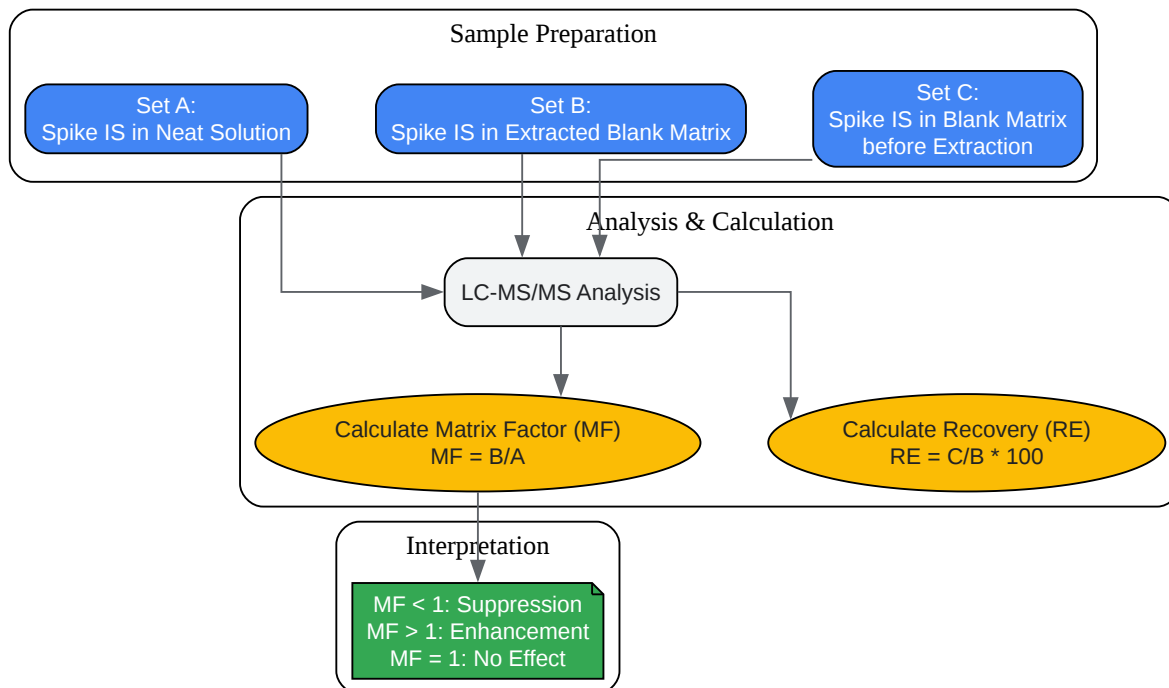 Sample Preparation
Set A:
Spike IS in Neat Solution
Set B:
Spike IS in Extracted Blank Matrix
Set C:
Spike IS in Blank Matrix
before Extraction
Analysis & Calculation
LC-MS/MS Analysis
Calculate Matrix Factor (MF)
MF = B/A
Calculate Recovery (RE)
RE = C/B * 100
Interpretation
MF < 1: Suppression
MF > 1: Enhancement
MF = 1: No Effect